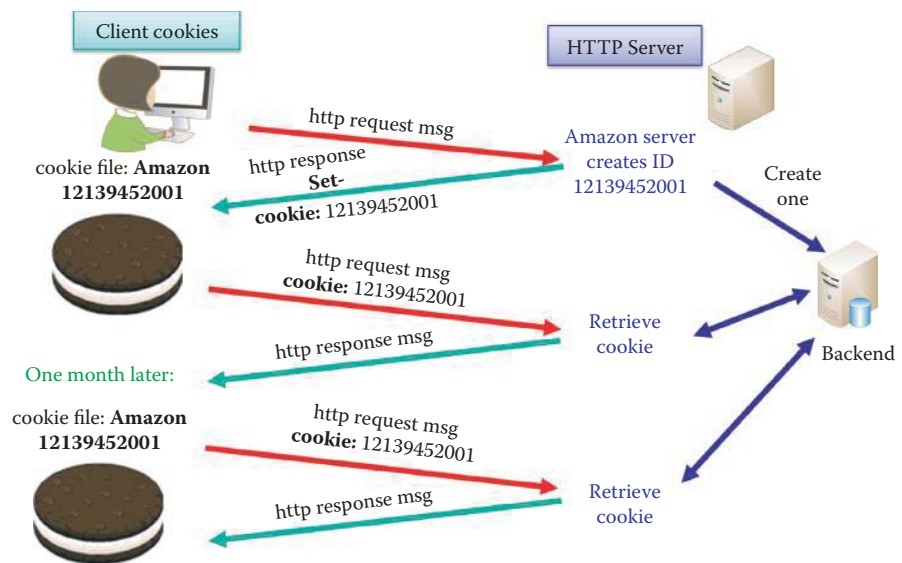 Client cookies
HTTP Server
http request msg
Amazon server
creates ID
12139452001
cookie file: Amazon
12139452001
http response
Set-
cookie: 12139452001
Create
one
http request msg
cookie: 12139452001
Retrieve
cookie
Backend
http response msg
One month later:
cookie file: Amazon
12139452001
http request msg
cookie: 12139452001
Retrieve
cookie
http response msg